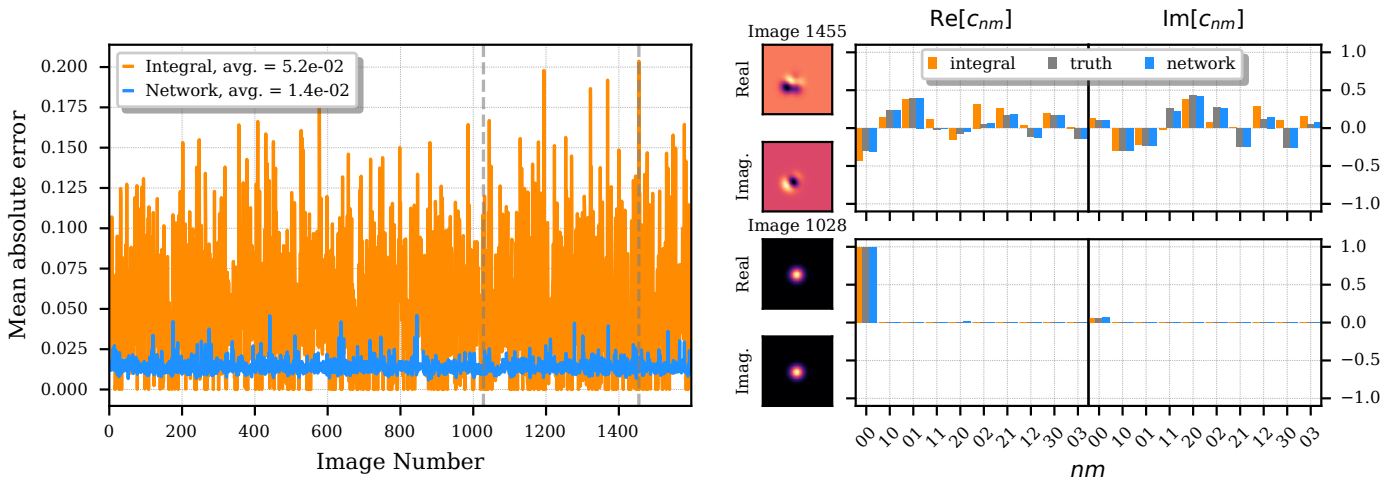 Mean absolute error
0.200
0.175
0.150
0.125
0.100
0.075
0.050
0.025
0.000
Integral, avg. = 5.2e-02
Network, avg. = 1.4e-02
0 200 400 600 800 1000 1200 1400
Image Number
Re[c_{nm}] Im[c_{nm}]
Image 1455
Real
Imag.
integral truth network
1.0
0.5
0.0
−0.5
−1.0
Image 1028
Real
Imag.
1.0
0.5
0.0
−0.5
−1.0
00 10 01 11 20 02 21 12 30 03 00 10 01 11 20 02 21 12 30 03
nm